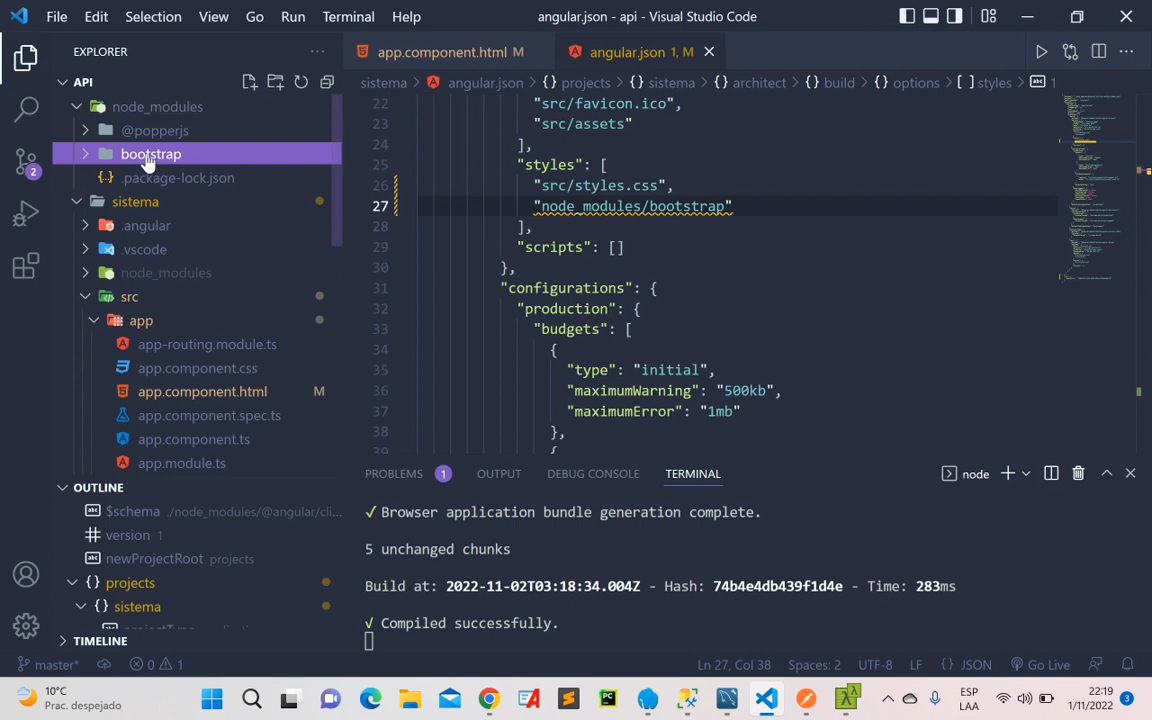 File Edit Selection View Go Run Terminal Help angular.json - api - Visual Studio Code
EXPLORER
API
node_modules
@popperjs
bootstrap
.package-lock.json
sistema
.angular
.vscode
node_modules
src
app
app-routing.module.ts
app.component.css
app.component.html M
app.component.spec.ts
app.component.ts
app.module.ts
OUTLINE
$schema ./node_modules/@angular/cli...
version 1
newProjectRoot projects
projects
sistema
TIMELINE
app.component.html M angular.json 1, M
sistema > angular.json > {} projects > {} sistema > {} architect > {} build > {} options > [ ] styles > 1
22 "src/favicon.ico",
23 "src/assets"
24 ],
25 "styles": [
26 "src/styles.css",
27 "node_modules/bootstrap"
28 ],
29 "scripts": []
30 },
31 "configurations": {
32 "production": {
33 "budgets": [
34 {
35 "type": "initial",
36 "maximumWarning": "500kb",
37 "maximumError": "1mb"
38 },
39 {
PROBLEMS 1 OUTPUT DEBUG CONSOLE TERMINAL node
√ Browser application bundle generation complete.
5 unchanged chunks
Build at: 2022-11-02T03:18:34.004Z - Hash: 74b4e4db439f1d4e - Time: 283ms
√ Compiled successfully.
master* 0 1 Ln 27, Col 38 Spaces: 2 UTF-8 LF {} JSON Go Live
10°C
Prac. despejado
ESP
LAA
22:19
1/11/2022
3